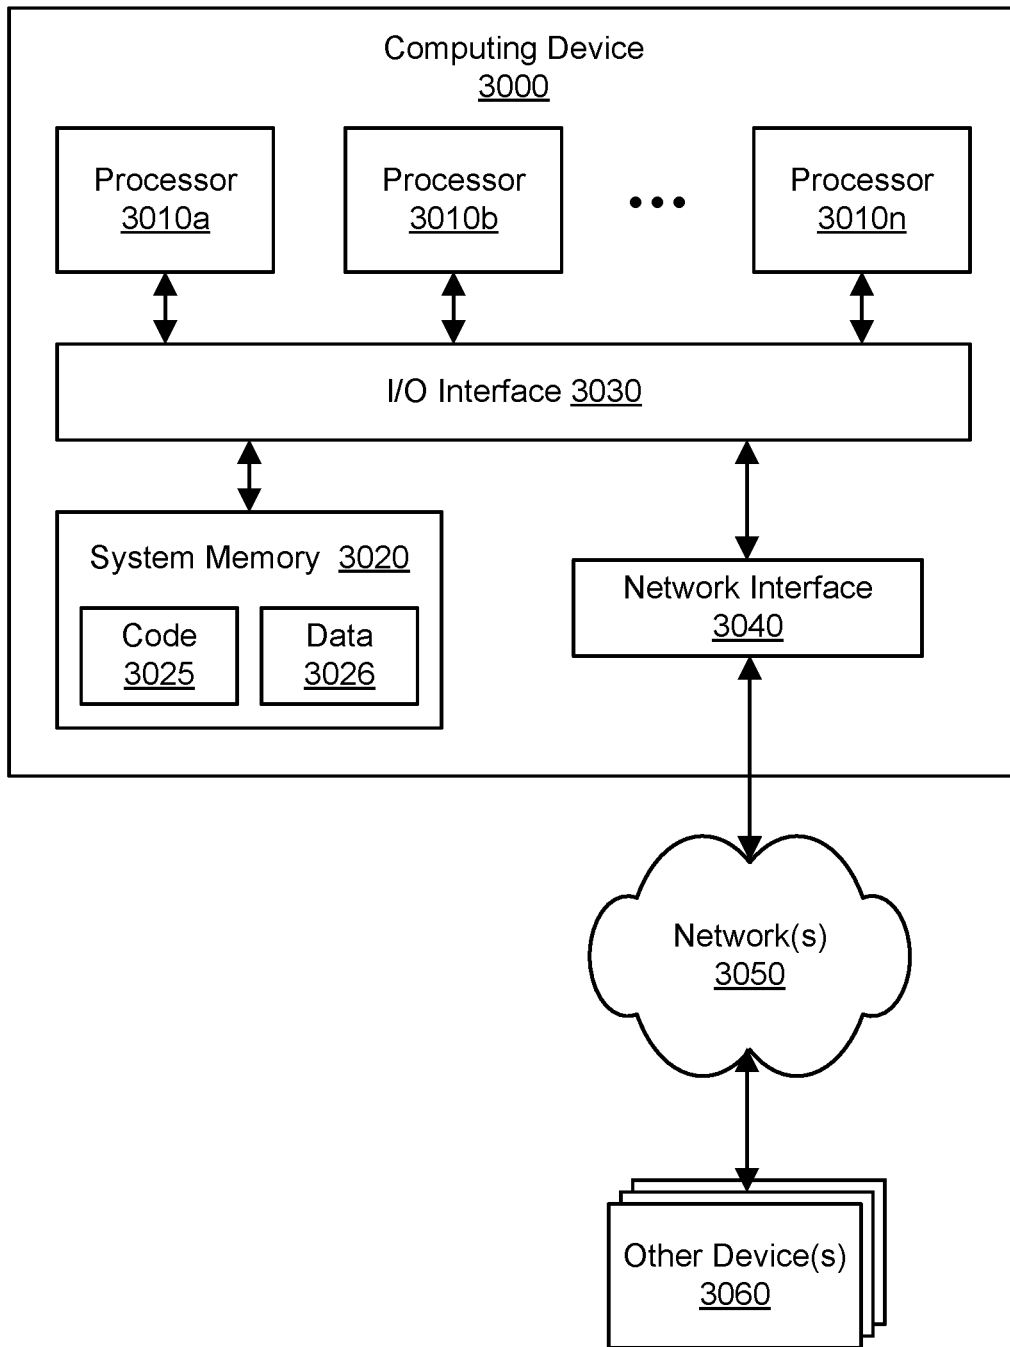 Computing Device
3000
Processor
3010a
Processor
3010b
Processor
3010n
I/O Interface 3030
System Memory 3020
Code
3025
Data
3026
Network Interface
3040
Network(s)
3050
Other Device(s)
3060